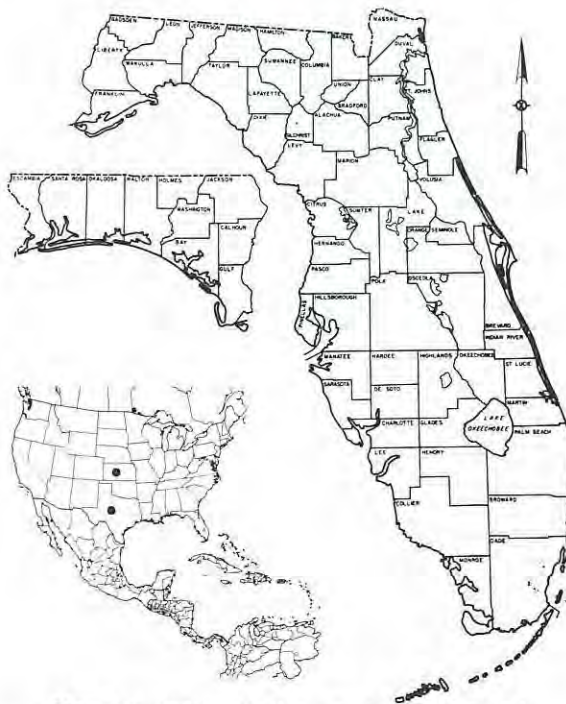 NASSAU
GADSDEN
LEON
JEFFERSON
MADISON
HAMILTON
BAKER
DUVAL
LIBERTY
WAKULLA
TAYLOR
SUWANNEE
COLUMBIA
UNION
CLAY
ST. JOHNS
FRANKLIN
LAFAYETTE
BRADFORD
DIXIE
ALACHUA
PUTNAM
GILCHRIST
FLAGLER
LEVY
MARION
VOLUSIA
ESCAMBIA
SANTA ROSA
OKALOOSA
WALTON
HOLMES
JACKSON
WASHINGTON
CALHOUN
BAY
GULF
CITRUS
SUMTER
LAKE
ORANGE
SEMINOLE
HERNANDO
PASCO
POLK
OSCEOLA
HILLSBOROUGH
PINELLAS
BREVARD
INDIAN RIVER
MANATEE
HARDEE
HIGHLANDS
OKEECHOBEE
ST LUCIE
SARASOTA
DE SOTO
MARTIN
CHARLOTTE
GLADES
LAKE
OKEECHOBEE
PALM BEACH
LEE
HENDRY
COLLIER
BROWARD
DADE
MONROE